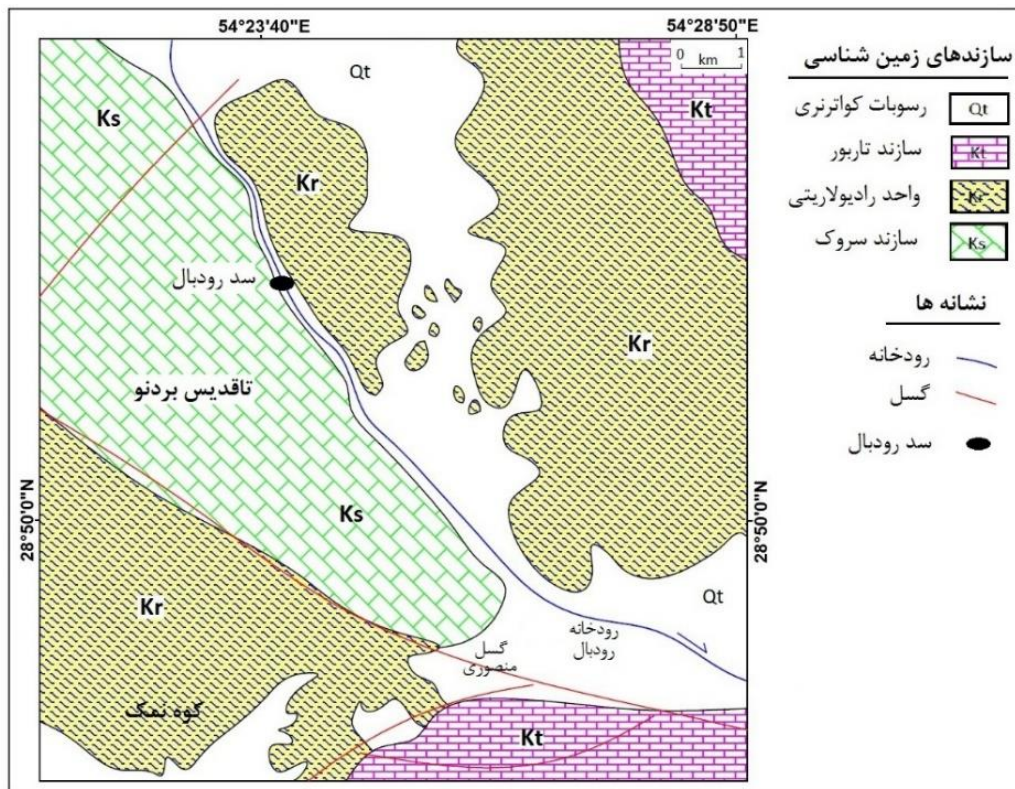 54°23'40"E
54°28'50"E
0 1
km
Qt
Kt
Ks
Kr
سد رودبال
Kr
تاقدیس بردنو
28°50'0"N
28°50'0"N
Ks
Qt
Kr
رودخانه
رودبال
گسل
منصوری
کوه نمک
Kt
سازندهای زمین شناسی
رسوبات کواترنری Qt
سازند تاربور Kt
واحد رادیولاریتی Kr
سازند سروک Ks
نشانه ها
رودخانه
گسل
سد رودبال